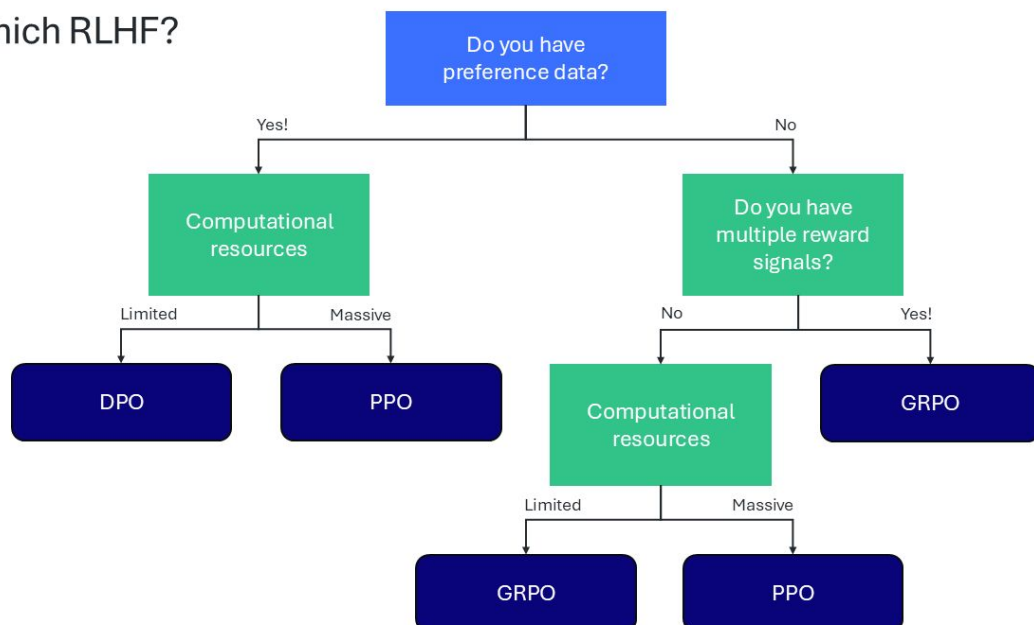 hich RLHF?
Do you have
preference data?
Yes!
No
Computational
resources
Do you have
multiple reward
signals?
Limited
Massive
No
Yes!
DPO
PPO
Computational
resources
GRPO
Limited
Massive
GRPO
PPO